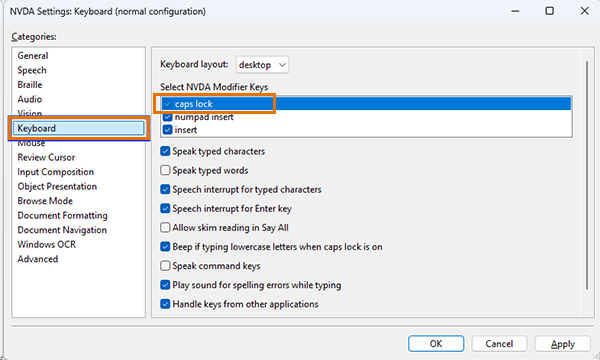 NVDA Settings: Keyboard (normal configuration)
Categories:
General
Speech
Braille
Audio
Vision
Keyboard
Mouse
Review Cursor
Input Composition
Object Presentation
Browse Mode
Document Formatting
Document Navigation
Windows OCR
Advanced
Keyboard layout: desktop
Select NVDA Modifier Keys
caps lock
numpad insert
insert
Speak typed characters
Speak typed words
Speech interrupt for typed characters
Speech interrupt for Enter key
Allow skim reading in Say All
Beep if typing lowercase letters when caps lock is on
Speak command keys
Play sound for spelling errors while typing
Handle keys from other applications
OK Cancel Apply